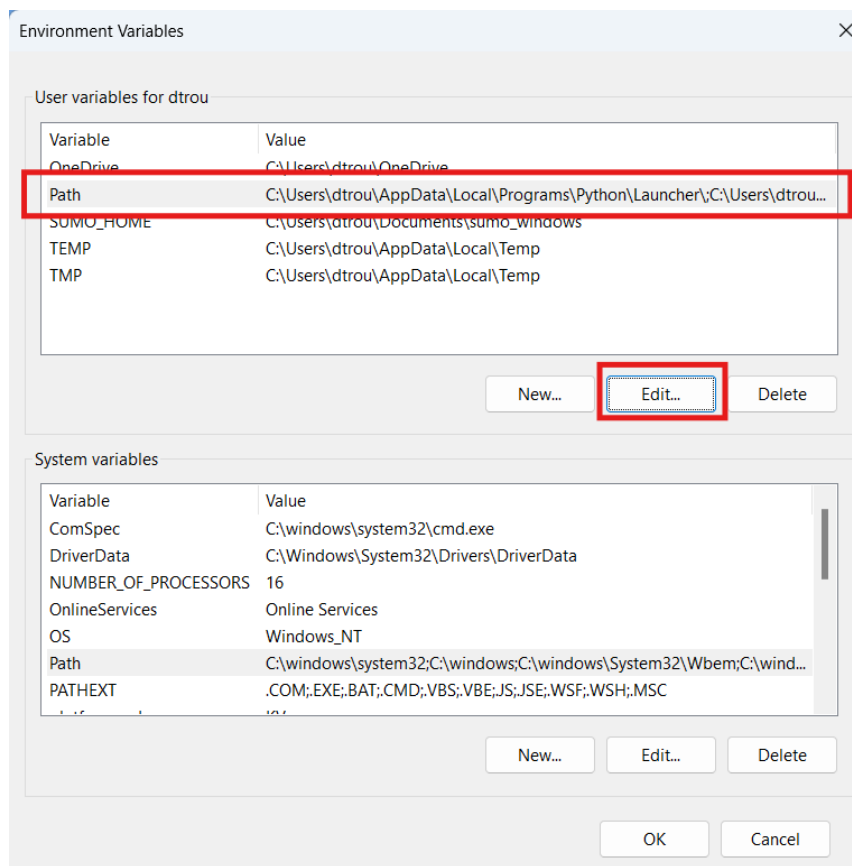 Environment Variables
User variables for dtrou
Variable Value
OneDrive C:\Users\dtrou\OneDrive
Path C:\Users\dtrou\AppData\Local\Programs\Python\Launcher\;C:\Users\dtrou...
SUMO_HOME C:\Users\dtrou\Documents\sumo_windows
TEMP C:\Users\dtrou\AppData\Local\Temp
TMP C:\Users\dtrou\AppData\Local\Temp
New... Edit... Delete
System variables
Variable Value
ComSpec C:\windows\system32\cmd.exe
DriverData C:\Windows\System32\Drivers\DriverData
NUMBER_OF_PROCESSORS 16
OnlineServices Online Services
OS Windows_NT
Path C:\windows\system32;C:\windows;C:\windows\System32\Wbem;C:\wind...
PATHEXT .COM;.EXE;.BAT;.CMD;.VBS;.VBE;.JS;.JSE;.WSF;.WSH;.MSC
New... Edit... Delete
OK Cancel